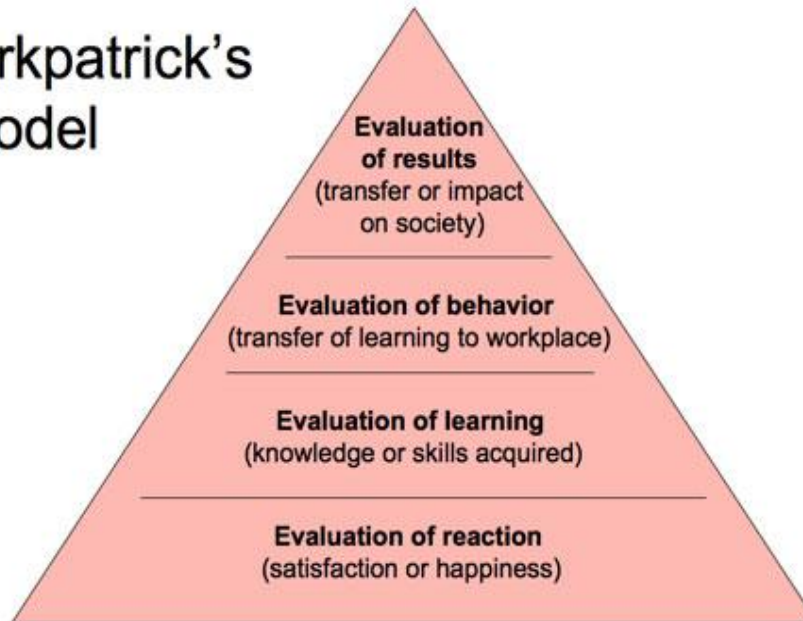 rkpatrick's
odel
Evaluation
of results
(transfer or impact
on society)
Evaluation of behavior
(transfer of learning to workplace)
Evaluation of learning
(knowledge or skills acquired)
Evaluation of reaction
(satisfaction or happiness)